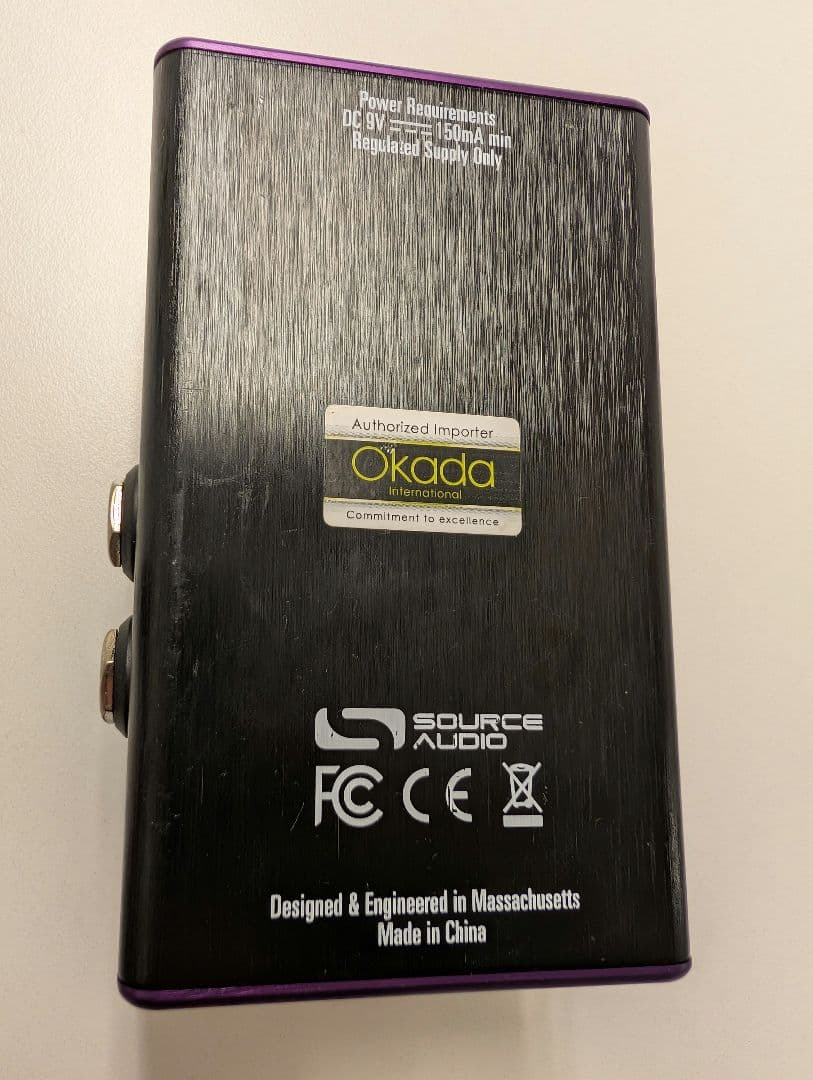 Power Requirements
DC 9V ⎓ 150mA min
Regulated Supply Only
Authorized Importer
Okada
International
Commitment to excellence
SOURCE
AUDIO
FC CE
Designed & Engineered in Massachusetts
Made in China